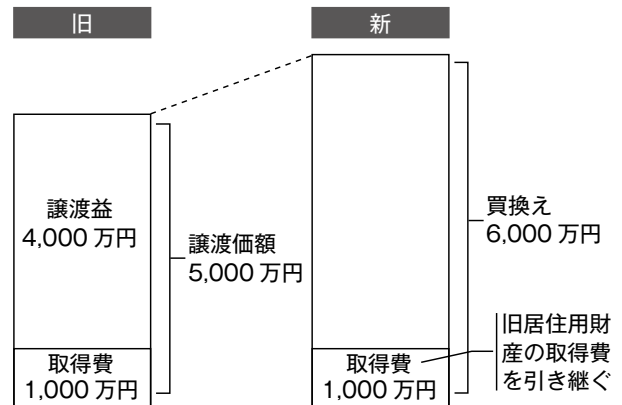 旧
新
譲渡益
4,000 万円
譲渡価額
5,000 万円
取得費
1,000 万円
買換え
6,000 万円
取得費
1,000 万円
旧居住用財
産の取得費
を引き継ぐ